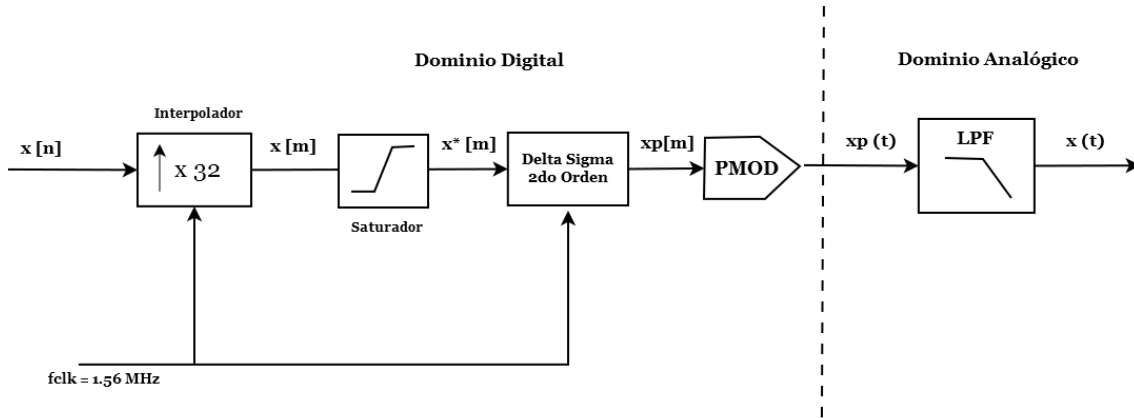 Dominio Digital
Dominio Analógico
Interpolador
x [n]
x 32
x [m]
x* [m]
Delta Sigma
2do Orden
xp[m]
PMOD
xp (t)
LPF
x (t)
Saturador
fclk = 1.56 MHz